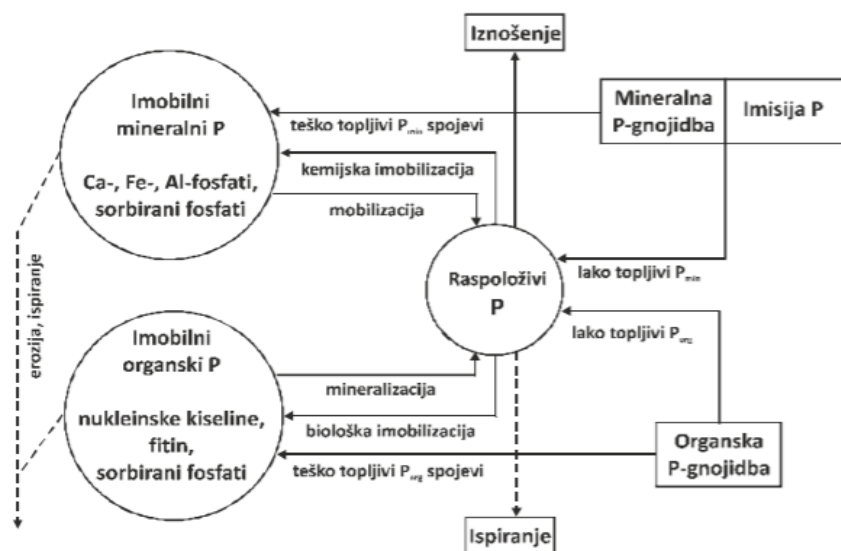 Iznošenje
Imobilni
mineralni P
Ca-, Fe-, Al-fosfati,
sorbirani fosfati
Mineralna
P-gnojidba
Imisija P
teško topljivi Pmin spojevi
kemijska imobilizacija
mobilizacija
Raspoloživi
P
lako topljivi Pmin
lako topljivi Porg
erozija, ispiranje
Imobilni
organski P
nukleinske kiseline,
fitin,
sorbirani fosfati
mineralizacija
biološka imobilizacija
teško topljivi Porg spojevi
Organska
P-gnojidba
Ispiranje